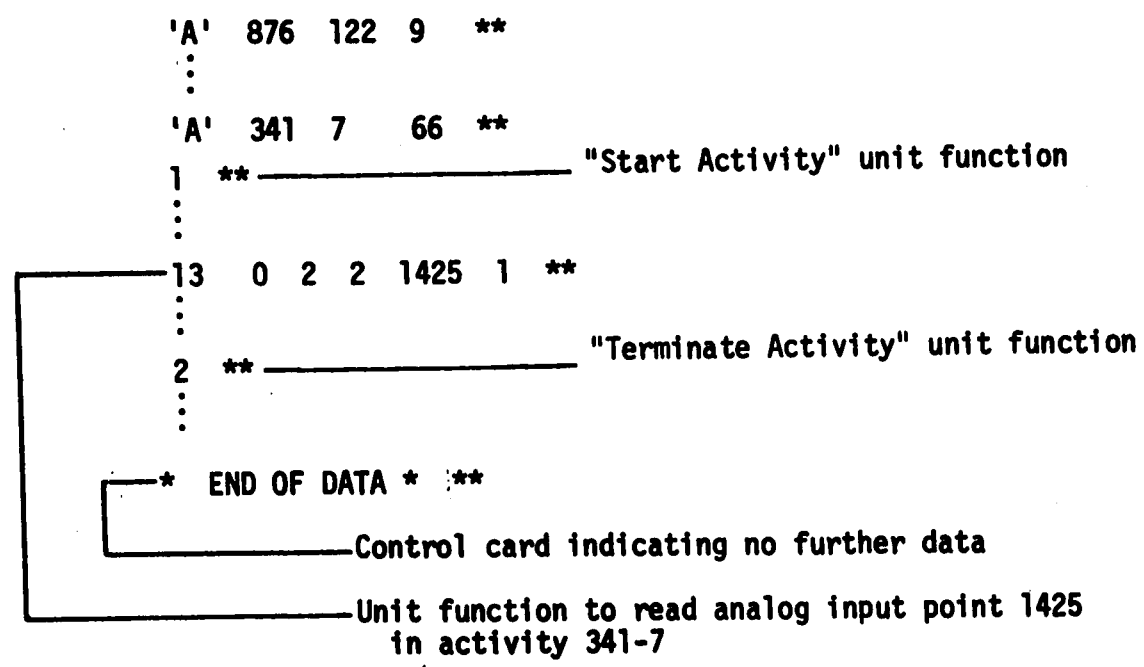 'A' 876 122 9 **
'A' 341 7 66 **
1 ** "Start Activity" unit function
13 0 2 2 1425 1 **
2 ** "Terminate Activity" unit function
* END OF DATA * **
Control card indicating no further data
Unit function to read analog input point 1425
in activity 341-7